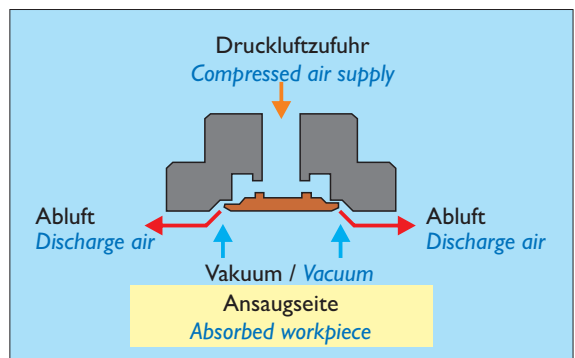 Druckluftzufuhr
Compressed air supply
Abluft
Discharge air
Abluft
Discharge air
Vakuum / Vacuum
Ansaugseite
Absorbed workpiece